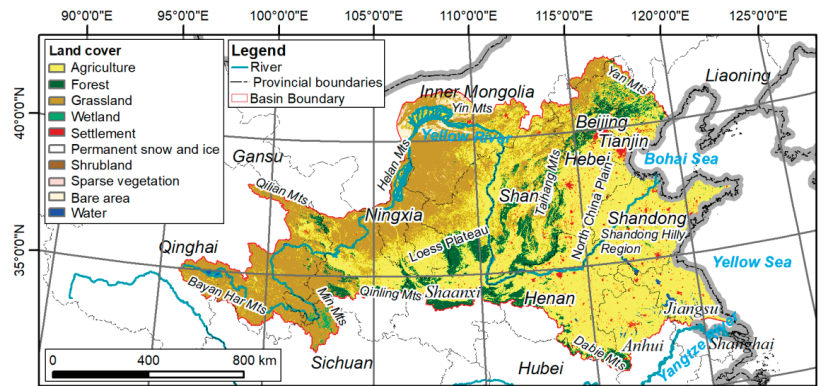 90°0'0"E 95°0'0"E 100°0'0"E 105°0'0"E 110°0'0"E 115°0'0"E 120°0'0"E 125°0'0"E
Land cover
Agriculture
Forest
Grassland
Wetland
Settlement
Permanent snow and ice
Shrubland
Sparse vegetation
Bare area
Water
Legend
River
Provincial boundaries
Basin Boundary
40°0'0"N
35°0'0"N
Inner Mongolia
Yin Mts
Yan Mts
Liaoning
Beijing
Tianjin
Yellow River
Hebei
Bohai Sea
Gansu
Helan Mts
Qilian Mts
Ningxia
Shan
Taihang Mts
North China Plain
Shandong
Shandong Hilly
Region
Loess Plateau
Qinghai
Yellow Sea
Bayan Har Mts
Min Mts
Qinling Mts
Shaanxi
Henan
Jiangsu
Dabie Mts
Anhui
Shanghai
Sichuan
Hubei
0 400 800 km